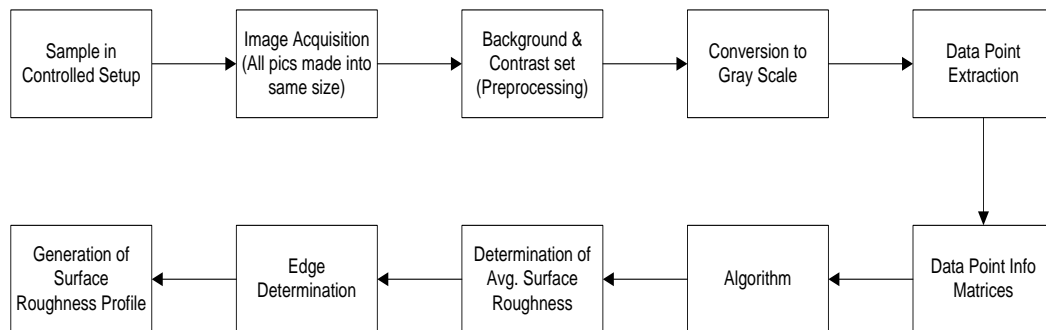 Sample in
Controlled Setup
Image Acquisition
(All pics made into
same size)
Background &
Contrast set
(Preprocessing)
Conversion to
Gray Scale
Data Point
Extraction
Generation of
Surface
Roughness Profile
Edge
Determination
Determination of
Avg. Surface
Roughness
Algorithm
Data Point Info
Matrices